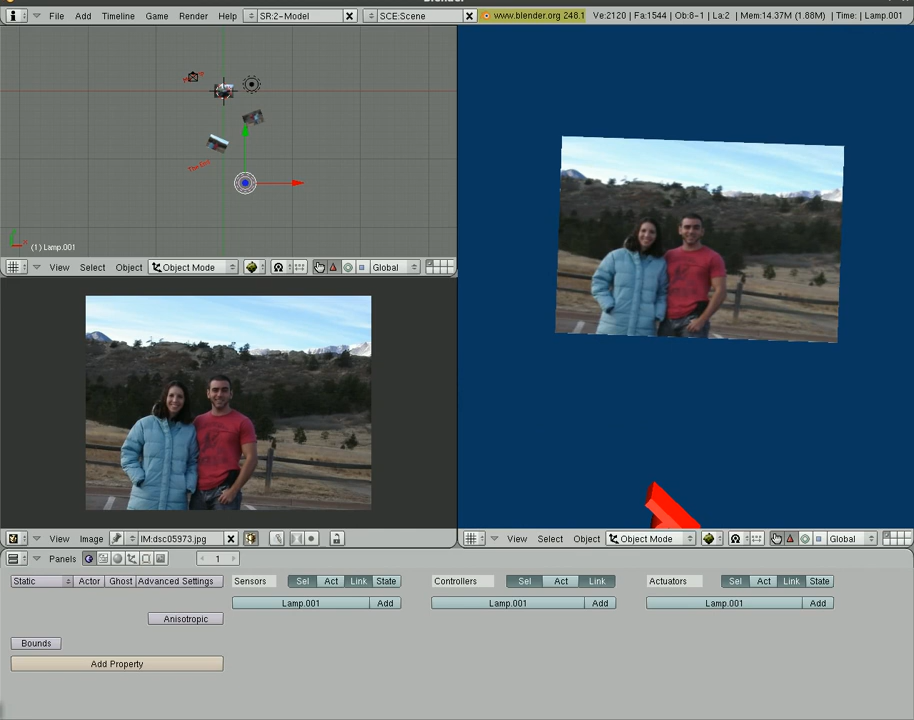 Blender
File Add Timeline Game Render Help SR:2-Model SCE:Scene www.blender.org 248.1 Ve:2120 | Fa:1544 | Ob:8-1 | La:2 | Mem:14.37M (1.88M) | Time: | Lamp.001
The End
(1) Lamp.001
View Select Object Object Mode Global
View Image IM:dsc05973.jpg
View Select Object Object Mode Global
Panels 1
Static Actor Ghost Advanced Settings Sensors Sel Act Link State Controllers Sel Act Link Actuators Sel Act Link State
Lamp.001 Add Lamp.001 Add Lamp.001 Add
Anisotropic
Bounds
Add Property